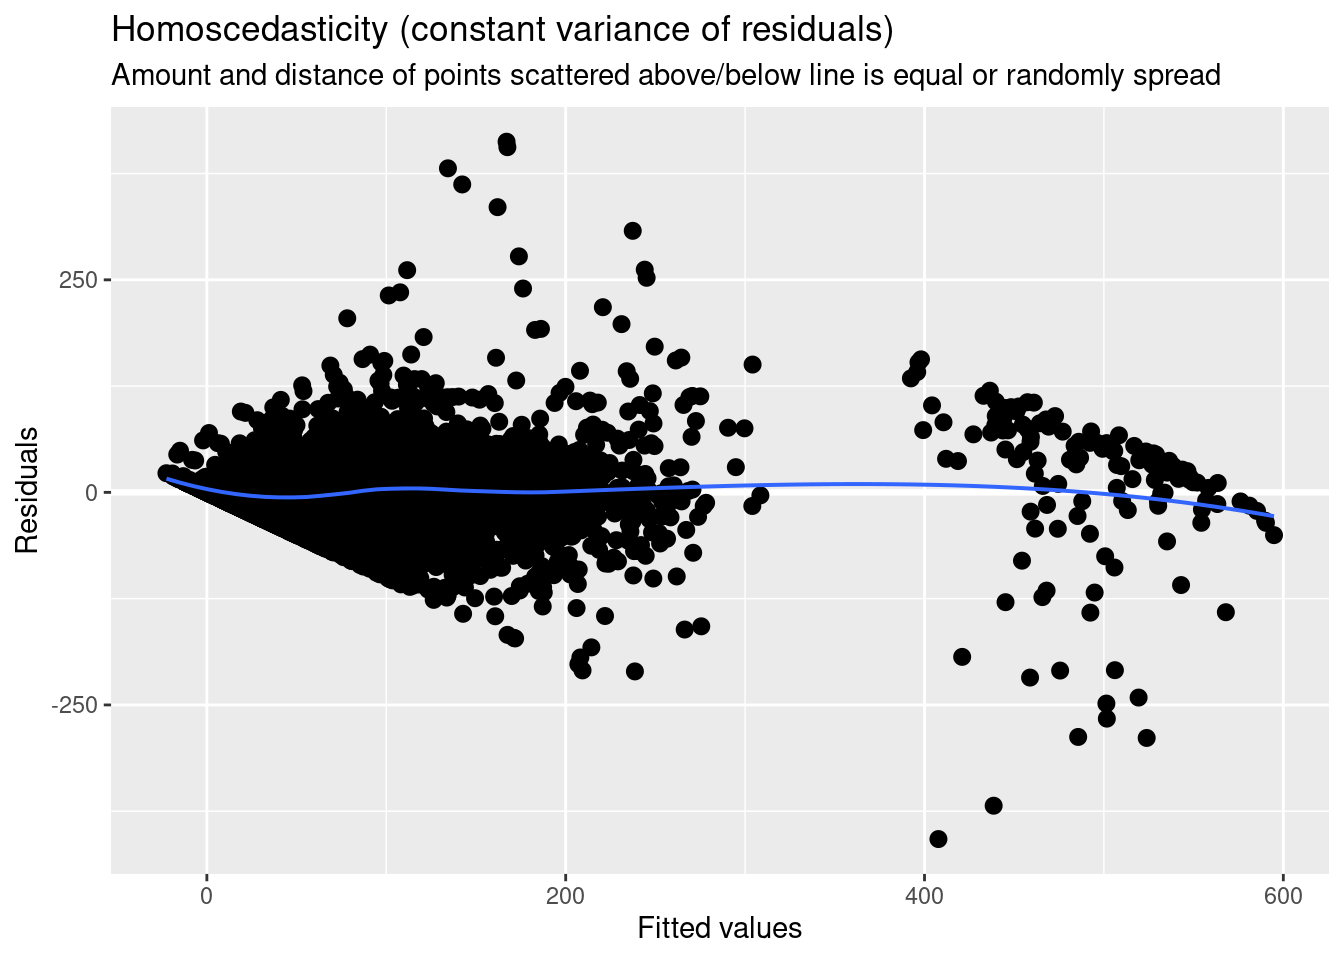 Homoscedasticity (constant variance of residuals)
Amount and distance of points scattered above/below line is equal or randomly spread
Residuals
250
0
-250
0
200
400
600
Fitted values